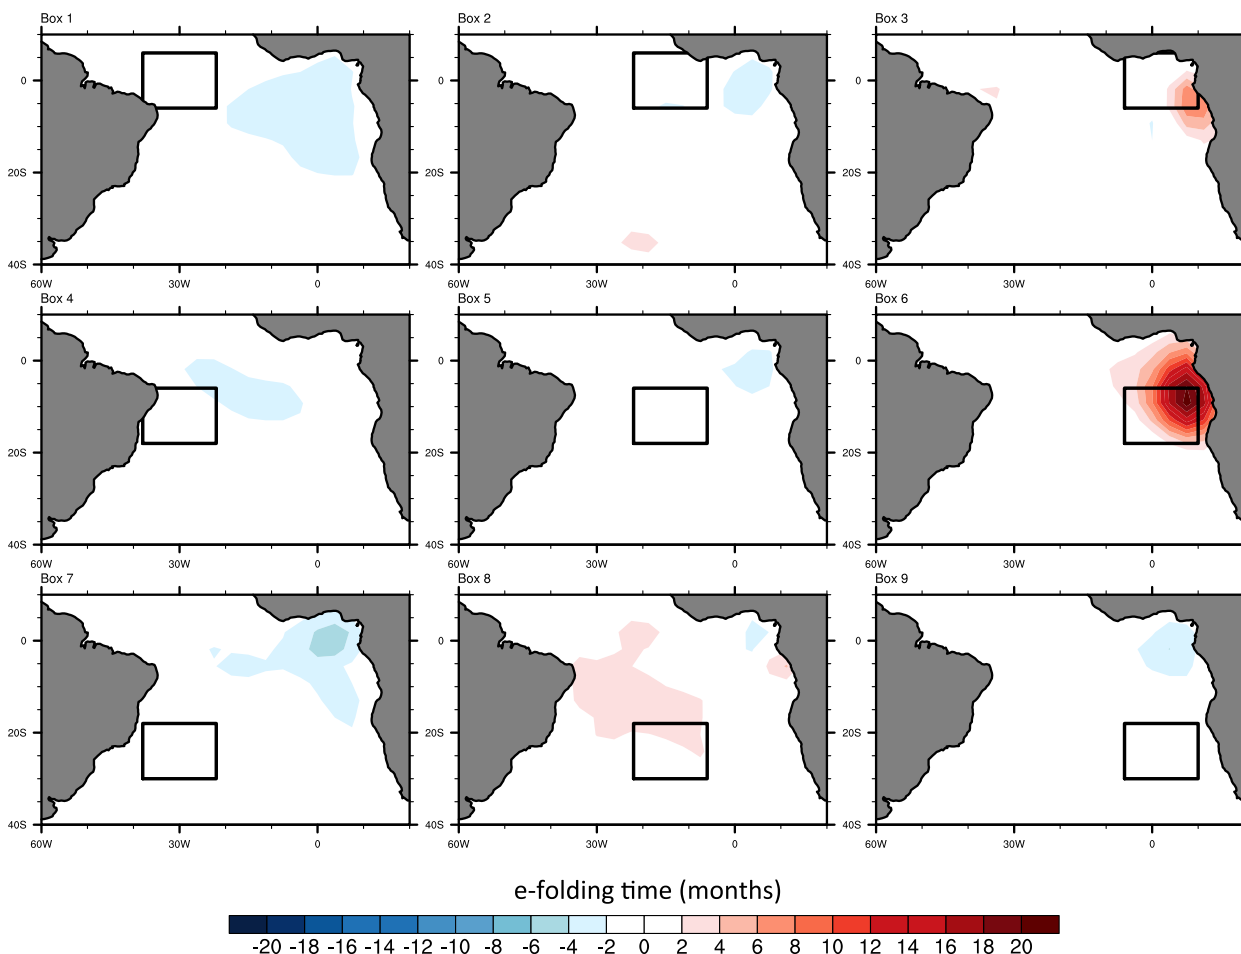 Box 1 Box 2 Box 3
0 0 0
20S 20S 20S
40S 40S 40S
60W 30W 0 60W 30W 0 60W 30W 0
Box 4 Box 5 Box 6
0 0 0
20S 20S 20S
40S 40S 40S
60W 30W 0 60W 30W 0 60W 30W 0
Box 7 Box 8 Box 9
0 0 0
20S 20S 20S
40S 40S 40S
60W 30W 0 60W 30W 0 60W 30W 0
e-folding time (months)
-20 -18 -16 -14 -12 -10 -8 -6 -4 -2 0 2 4 6 8 10 12 14 16 18 20